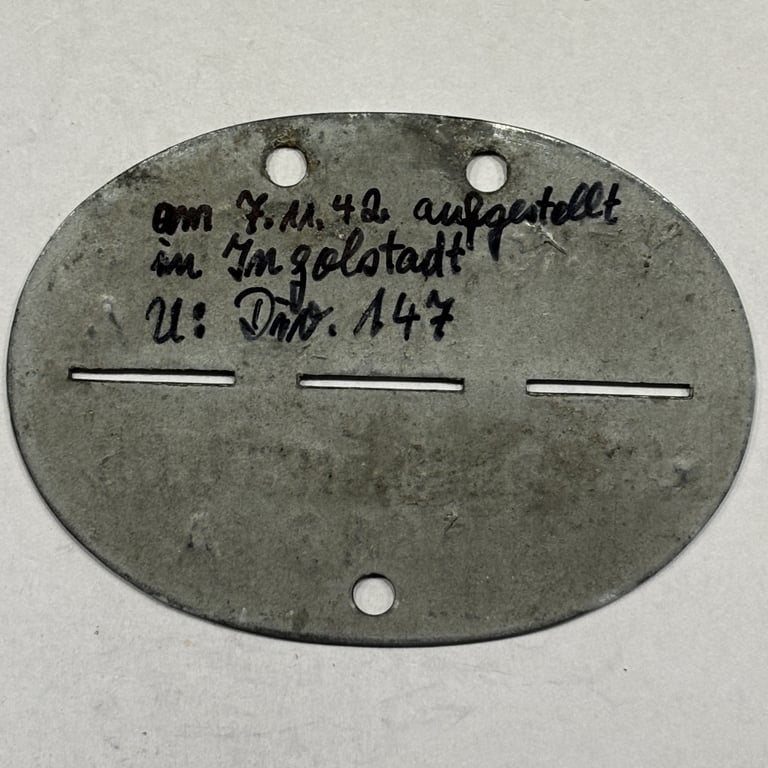 am 7.11.42. aufgestellt
in Ingolstadt
U: Div. 147